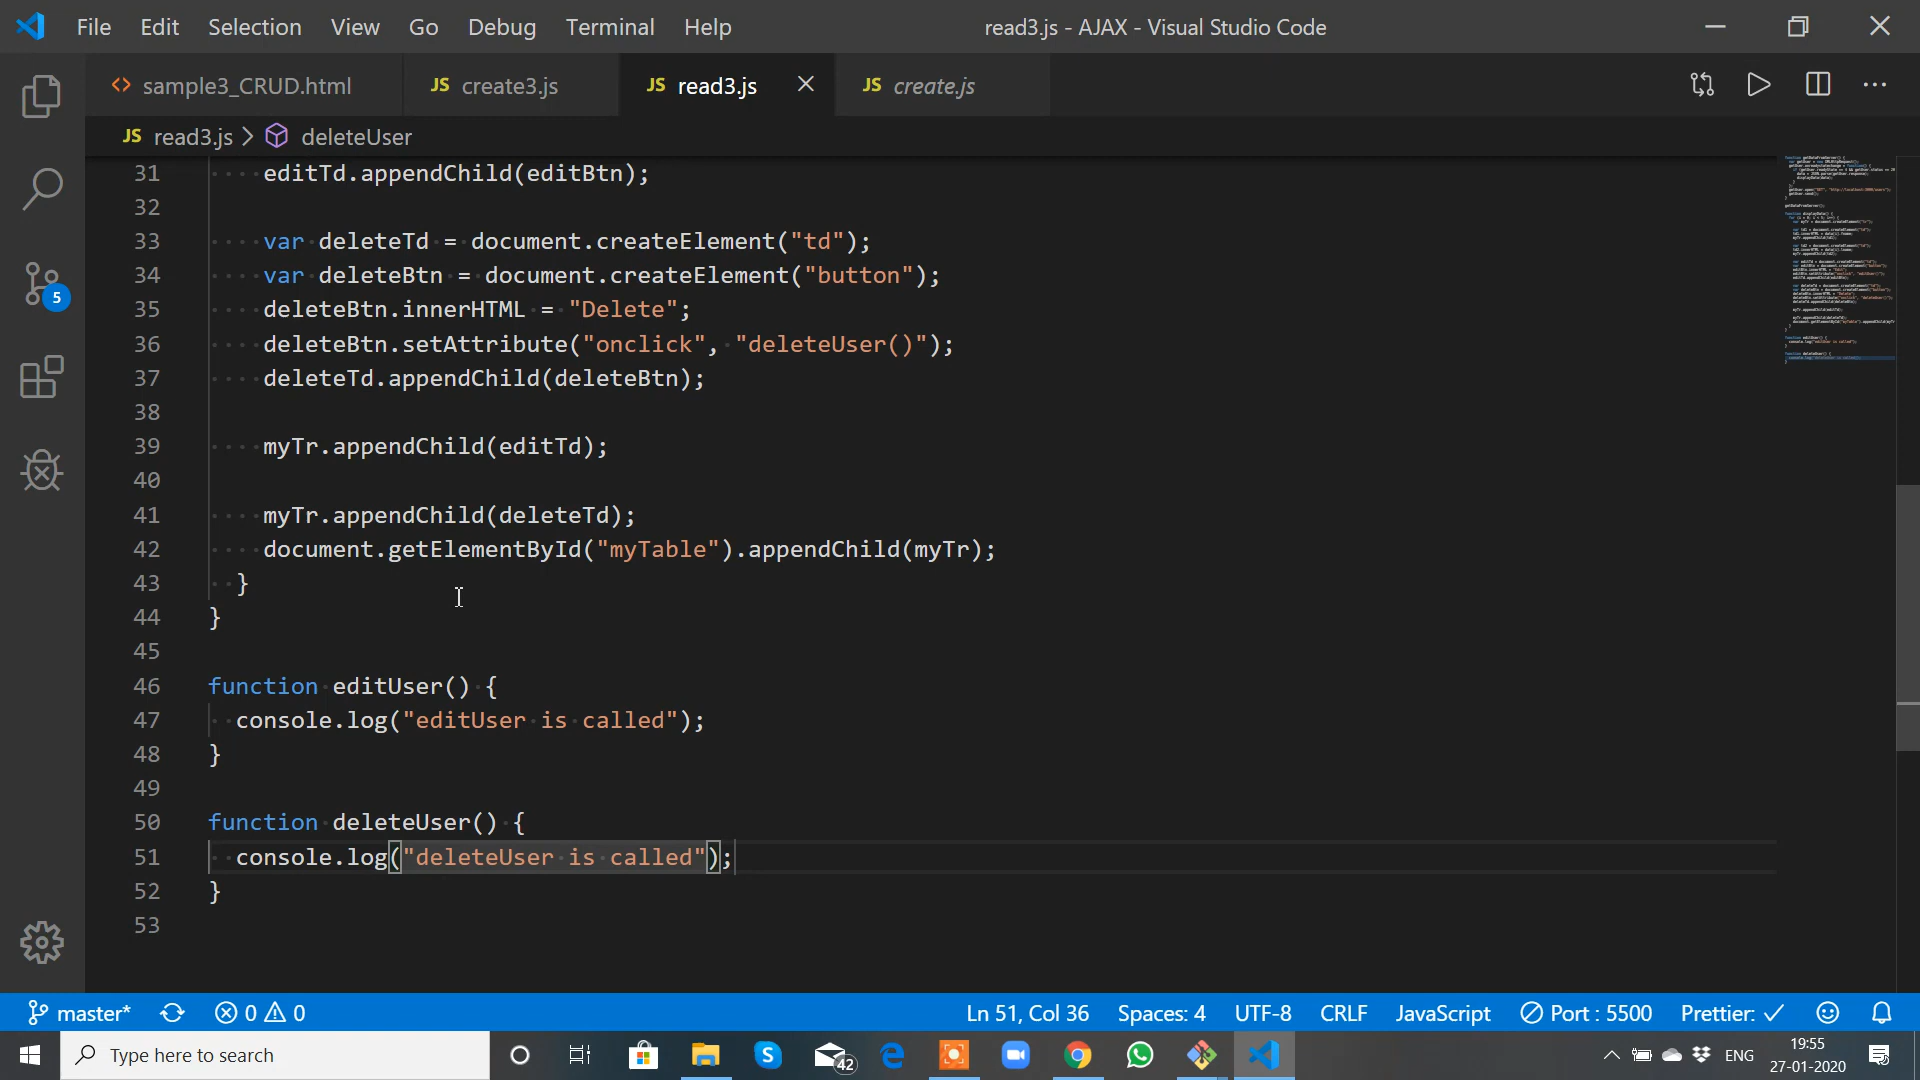 File Edit Selection View Go Debug Terminal Help read3.js - AJAX - Visual Studio Code
<> sample3_CRUD.html JS create3.js JS read3.js JS create.js
JS read3.js > deleteUser
31 editTd.appendChild(editBtn);
32
33 var deleteTd = document.createElement("td");
34 var deleteBtn = document.createElement("button");
35 deleteBtn.innerHTML = "Delete";
36 deleteBtn.setAttribute("onclick", "deleteUser()");
37 deleteTd.appendChild(deleteBtn);
38
39 myTr.appendChild(editTd);
40
41 myTr.appendChild(deleteTd);
42 document.getElementById("myTable").appendChild(myTr);
43 }
44 }
45
46 function editUser() {
47 console.log("editUser is called");
48 }
49
50 function deleteUser() {
51 console.log("deleteUser is called");
52 }
53
5
master* 0 0 Ln 51, Col 36 Spaces: 4 UTF-8 CRLF JavaScript Port : 5500 Prettier: ✓
Type here to search 42 ENG 19:55
27-01-2020